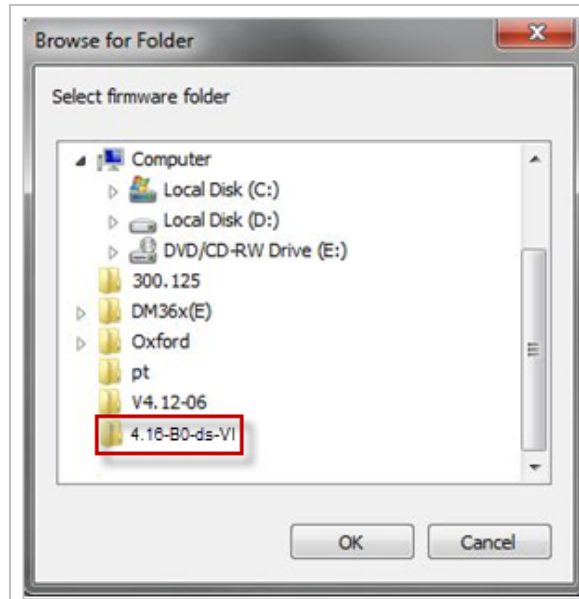 Browse for Folder
Select firmware folder
Computer
Local Disk (C:)
Local Disk (D:)
DVD/CD-RW Drive (E:)
300.125
DM36x(E)
Oxford
pt
V4.12-06
4.16-B0-ds-VI
OK
Cancel